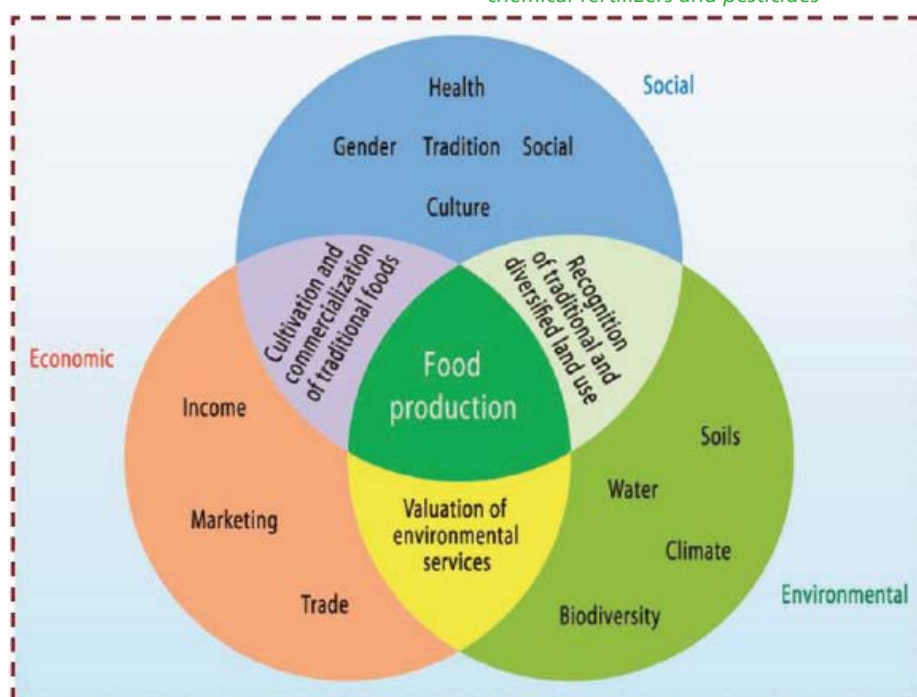 chemical fertilizers and pesticides
Health
Social
Gender Tradition Social
Culture
Cultivation and
commercialization
of traditional foods
Recognition
of traditional and
diversified land use
Economic
Food
production
Income
Soils
Water
Marketing
Valuation of
environmental
services
Climate
Trade
Biodiversity
Environmental